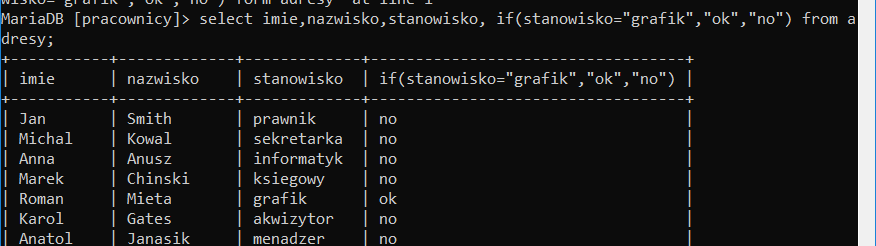 wisko="grafik","ok","no") form adresy' at line 1
MariaDB [pracownicy]> select imie,nazwisko,stanowisko, if(stanowisko="grafik","ok","no") from a
dresy;
+-----------+------------+------------+-----------------------------------+
| imie | nazwisko | stanowisko | if(stanowisko="grafik","ok","no") |
+-----------+------------+------------+-----------------------------------+
| Jan | Smith | prawnik | no |
| Michal | Kowal | sekretarka | no |
| Anna | Anusz | informatyk | no |
| Marek | Chinski | ksiegowy | no |
| Roman | Mieta | grafik | ok |
| Karol | Gates | akwizytor | no |
| Anatol | Janasik | menadzer | no |